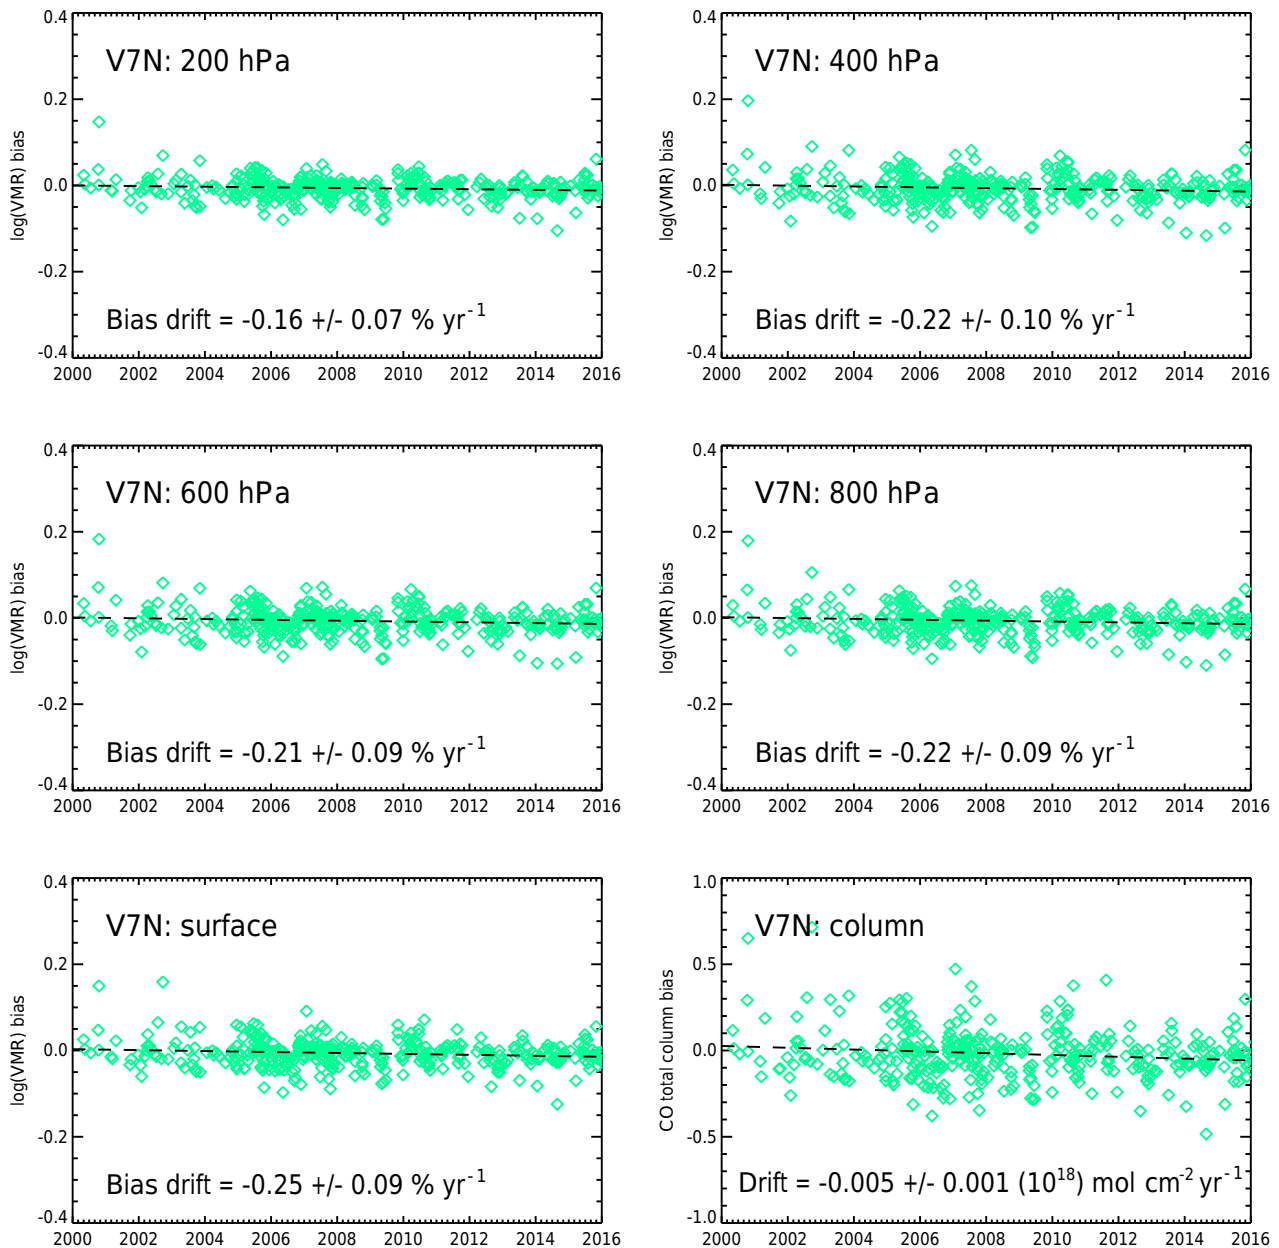 V7N: 200 hPa
0.4
0.2
0.0
-0.2
-0.4
log(VMR) bias
Bias drift = -0.16 +/- 0.07 % yr-1
2000 2002 2004 2006 2008 2010 2012 2014 2016
V7N: 400 hPa
0.4
0.2
0.0
-0.2
-0.4
log(VMR) bias
Bias drift = -0.22 +/- 0.10 % yr-1
2000 2002 2004 2006 2008 2010 2012 2014 2016
V7N: 600 hPa
0.4
0.2
0.0
-0.2
-0.4
log(VMR) bias
Bias drift = -0.21 +/- 0.09 % yr-1
2000 2002 2004 2006 2008 2010 2012 2014 2016
V7N: 800 hPa
0.4
0.2
0.0
-0.2
-0.4
log(VMR) bias
Bias drift = -0.22 +/- 0.09 % yr-1
2000 2002 2004 2006 2008 2010 2012 2014 2016
V7N: surface
0.4
0.2
0.0
-0.2
-0.4
log(VMR) bias
Bias drift = -0.25 +/- 0.09 % yr-1
2000 2002 2004 2006 2008 2010 2012 2014 2016
V7N: column
1.0
0.5
0.0
-0.5
-1.0
CO total column bias
Drift = -0.005 +/- 0.001 (1018) mol cm-2 yr-1
2000 2002 2004 2006 2008 2010 2012 2014 2016